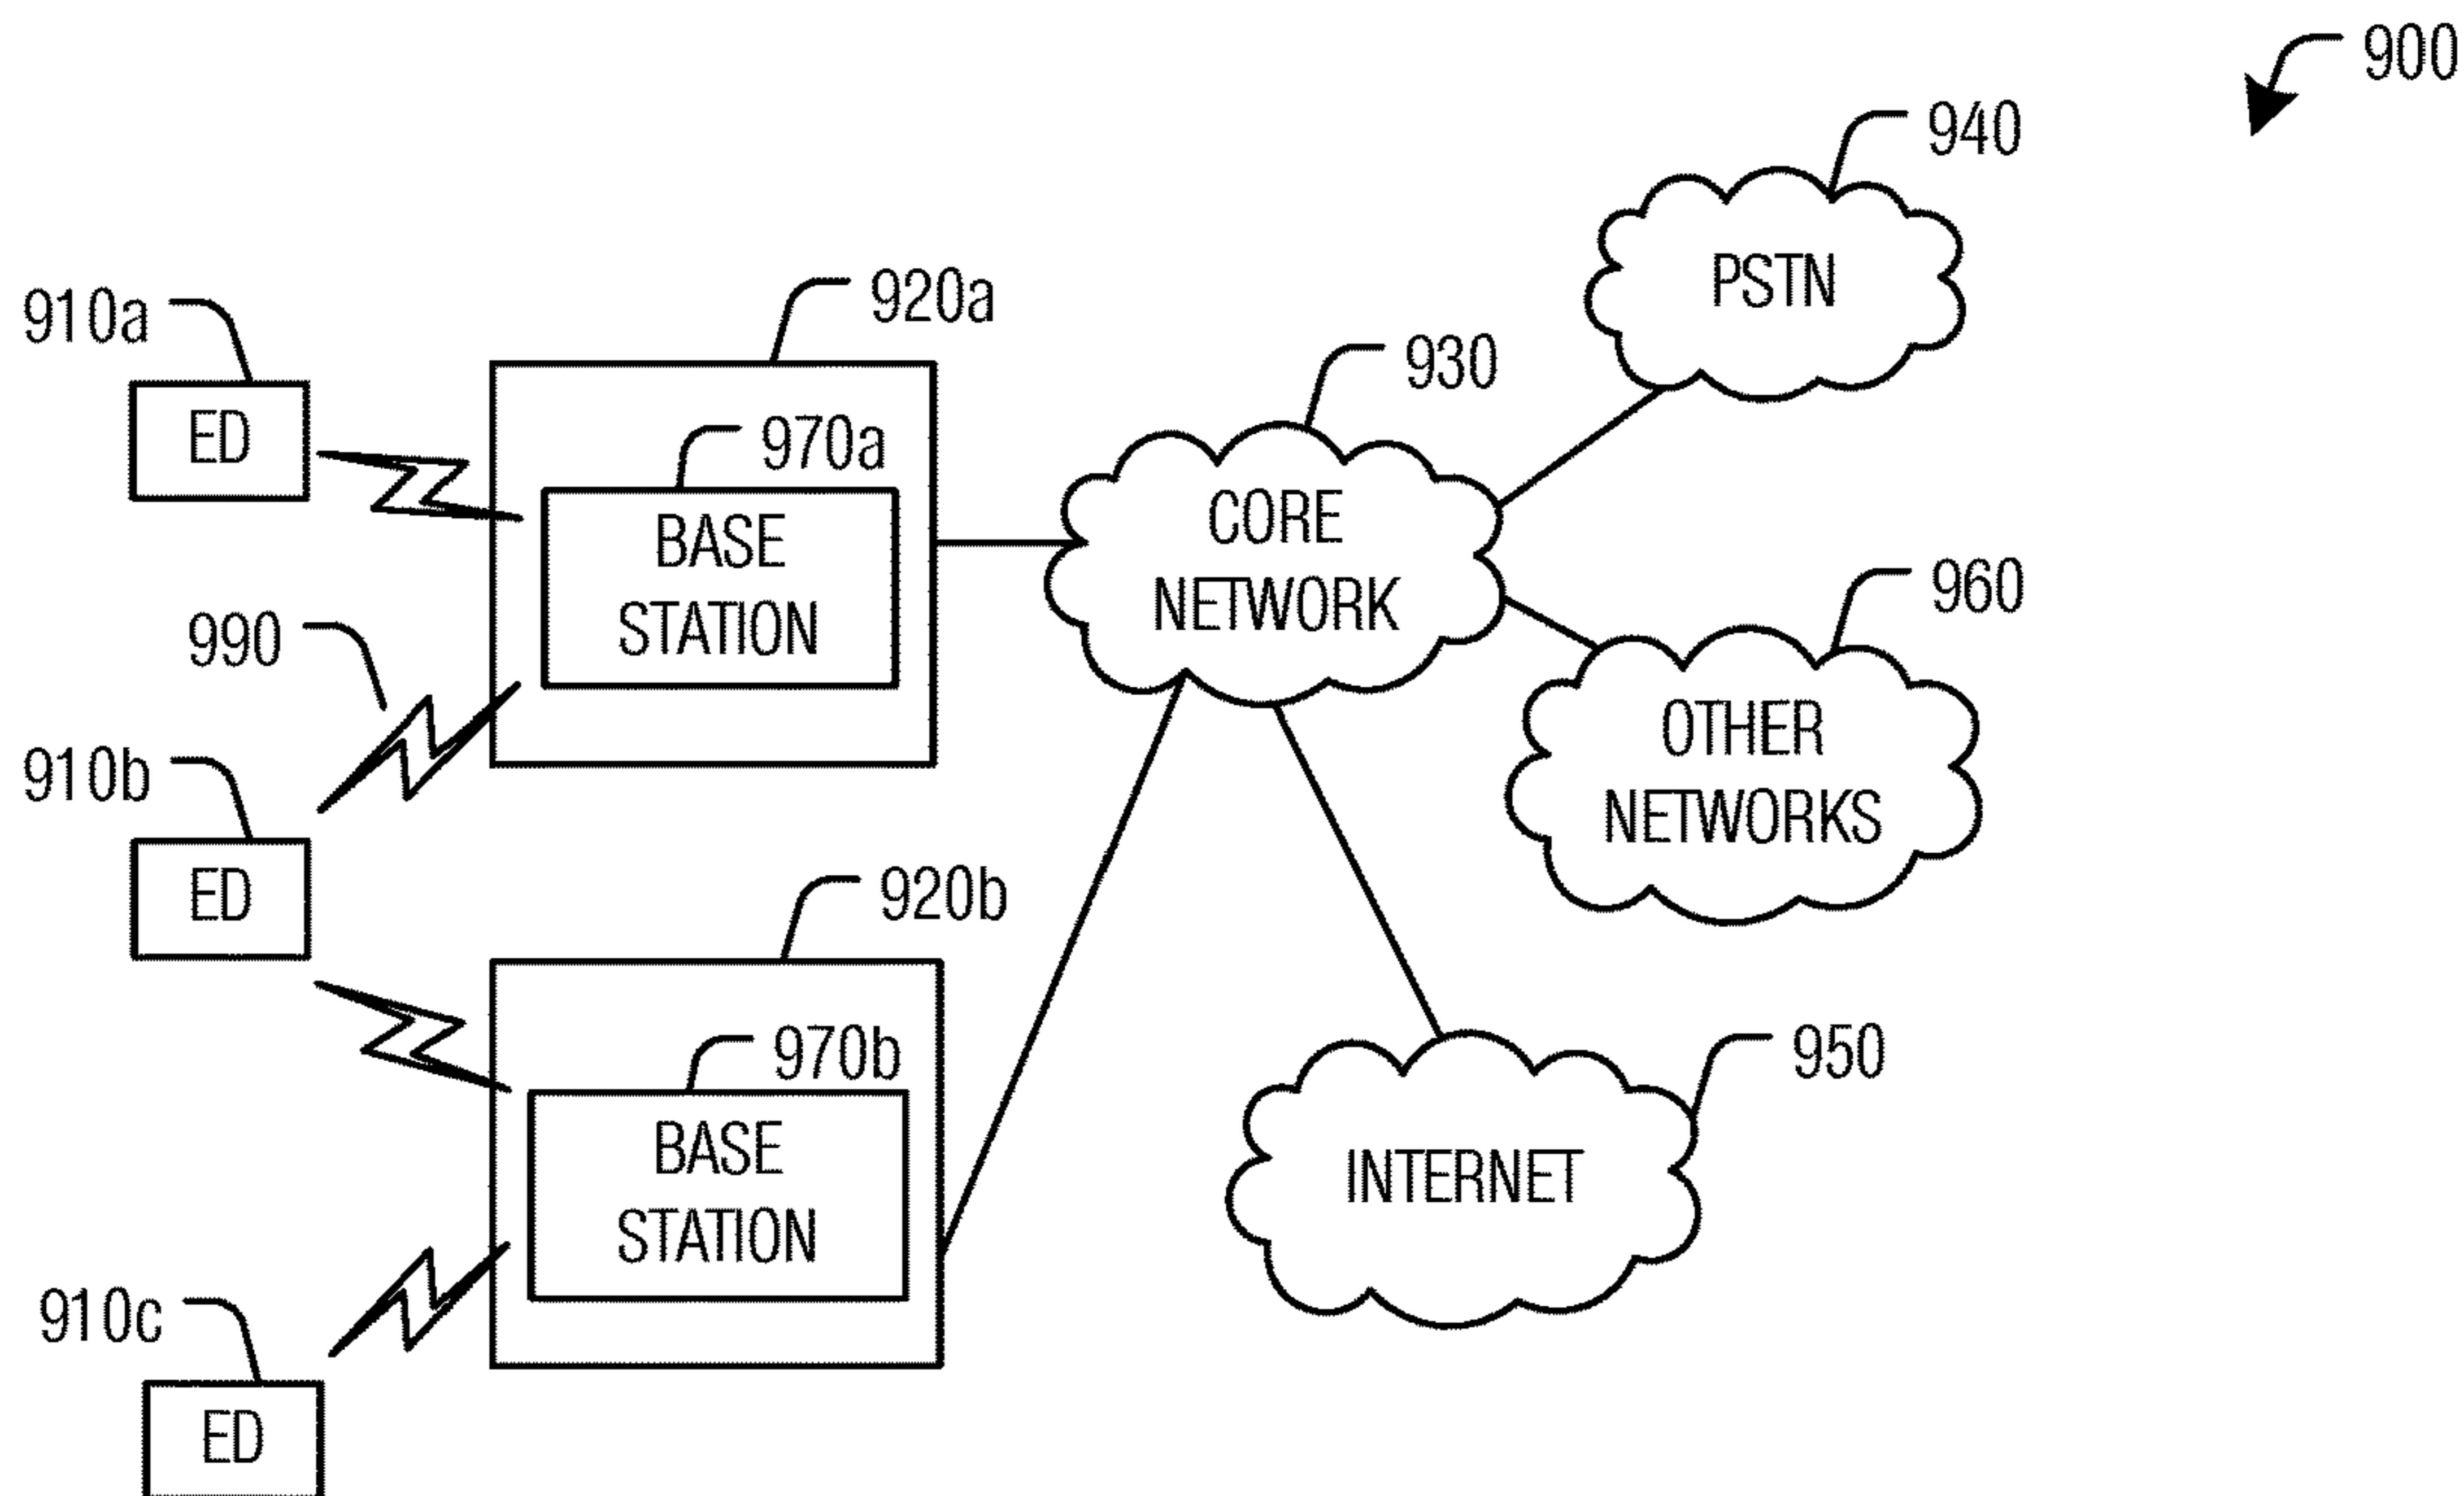 900
940
PSTN
920a
910a
930
ED
970a
CORE
NETWORK
BASE
STATION
960
990
OTHER
NETWORKS
910b
ED
920b
970b
950
BASE
STATION
INTERNET
910c
ED